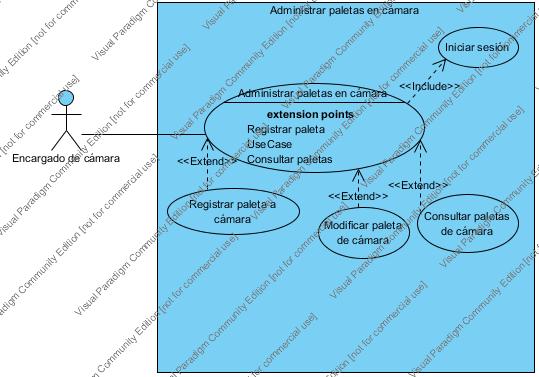 Administrar paletas en cámara
Iniciar sesión
<<Include>>
Administrar paletas en cámara
extension points
Registrar paleta
UseCase
Consultar paletas
Encargado de cámara
<<Extend>>
<<Extend>>
<<Extend>>
Registrar paleta a
cámara
Modificar paleta
de cámara
Consultar paletas
de cámara
Visual Paradigm Community Edition [not for commercial use]